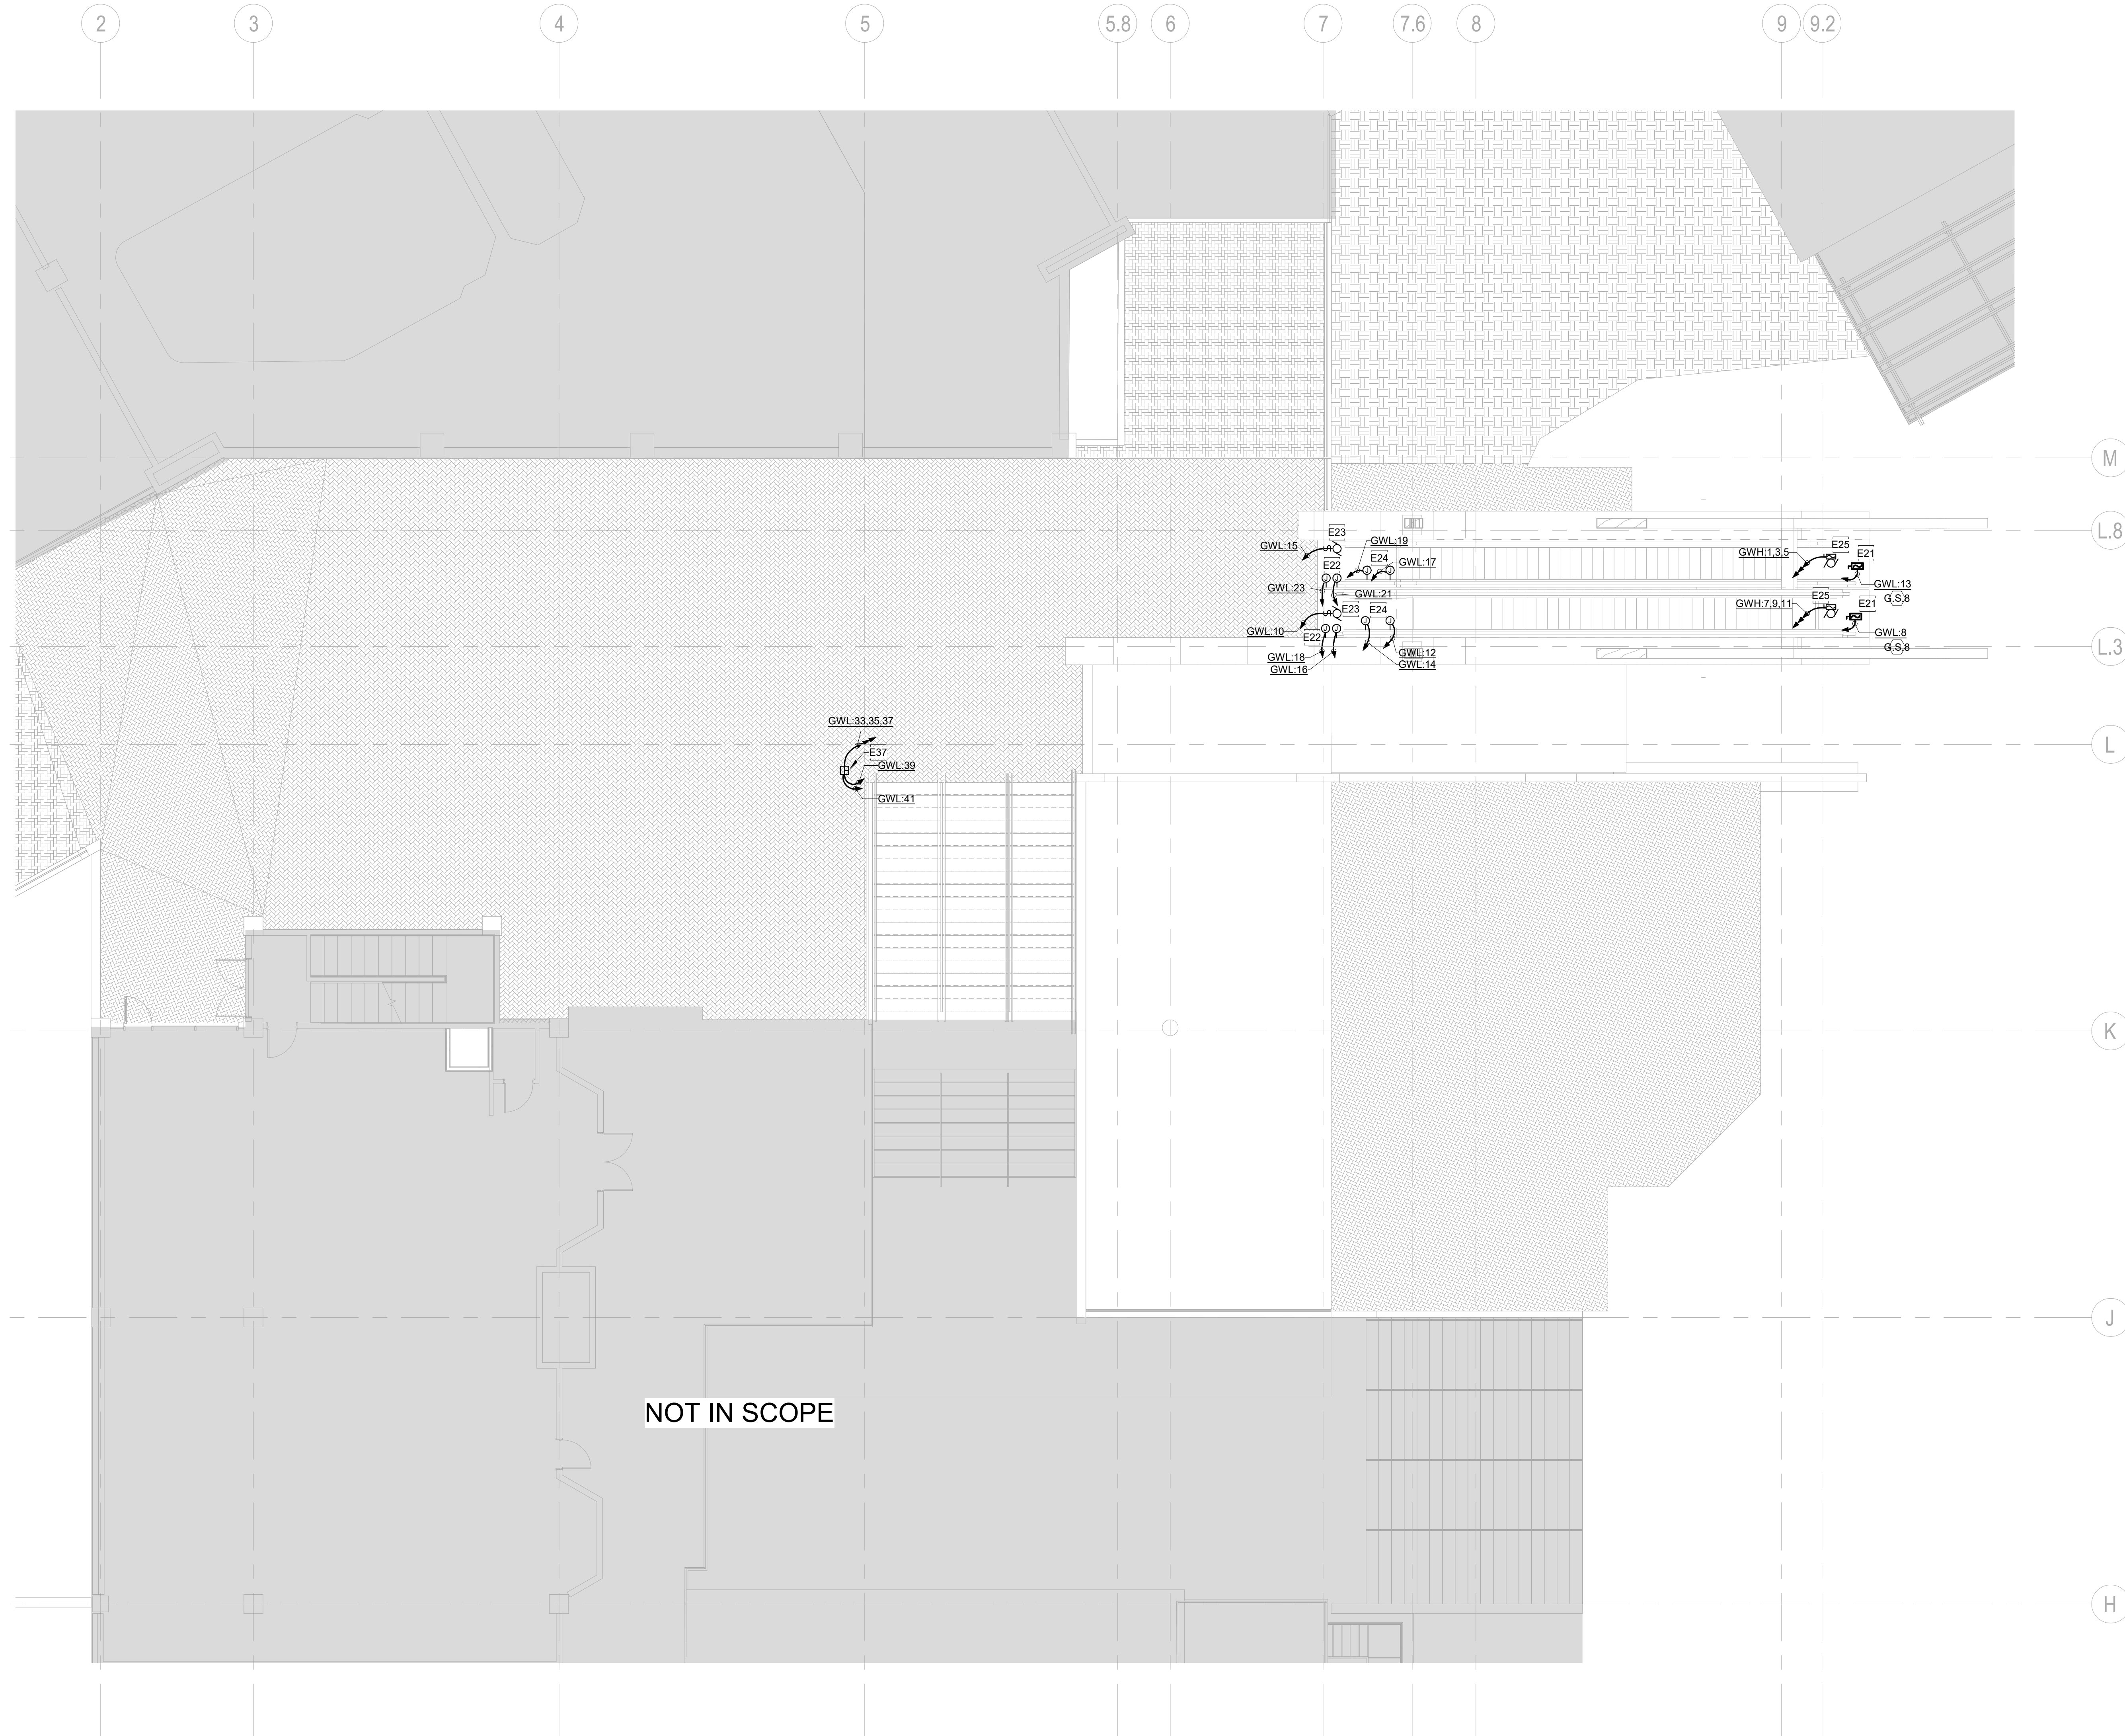 2
3
4
5
5.8
6
7
7.6
8
9
9.2
M
L.8
E23
GWL:15
GWL:19
E24
GWL:17
E22
GWL:23
GWL:21
GWH:1,3,5
E25
E21
GWL:13
G,S,8
E23
E24
GWL:10
E22
GWL:18
GWL:16
GWL:12
GWL:14
E25
GWH:7,9,11
E21
GWL:8
G,S,8
L.3
GWL:33,35,37
E37
GWL:39
GWL:41
L
K
J
NOT IN SCOPE
H
J
J
J
J
J
J
J
J